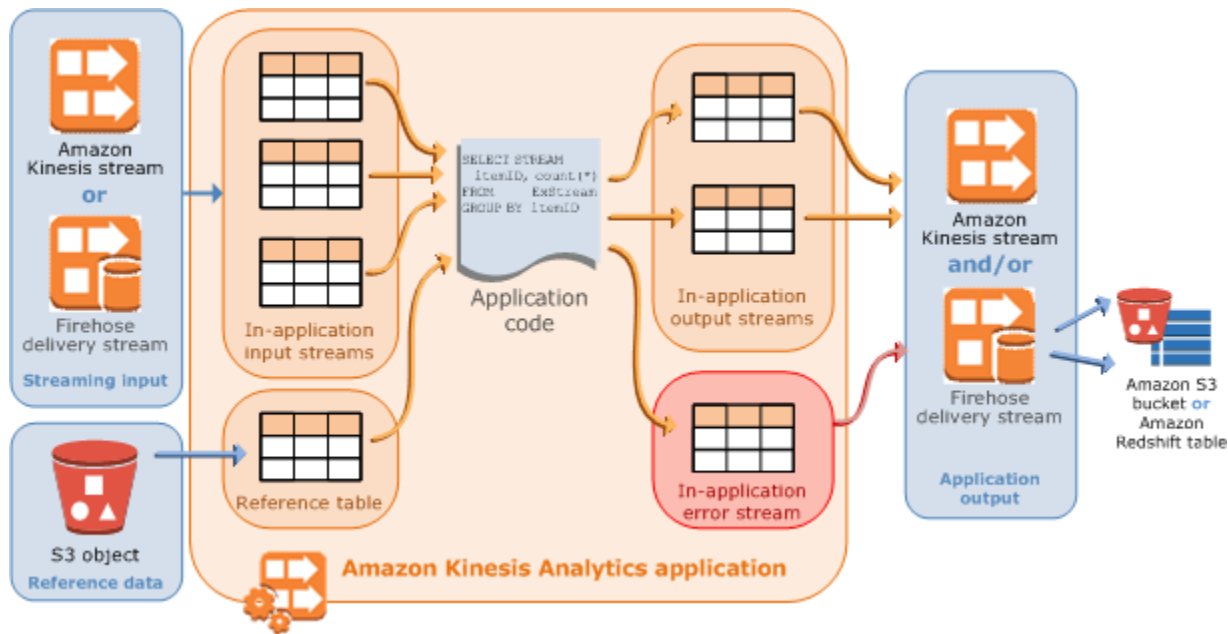 Amazon
Kinesis stream
or
Firehose
delivery stream
Streaming input
S3 object
Reference data
In-application
input streams
Reference table
SELECT STREAM
itemID, count(*)
FROM ExStream
GROUP BY itemID
Application
code
In-application
output streams
In-application
error stream
Amazon Kinesis Analytics application
Amazon
Kinesis stream
and/or
Firehose
delivery stream
Application
output
Amazon S3
bucket or
Amazon
Redshift table